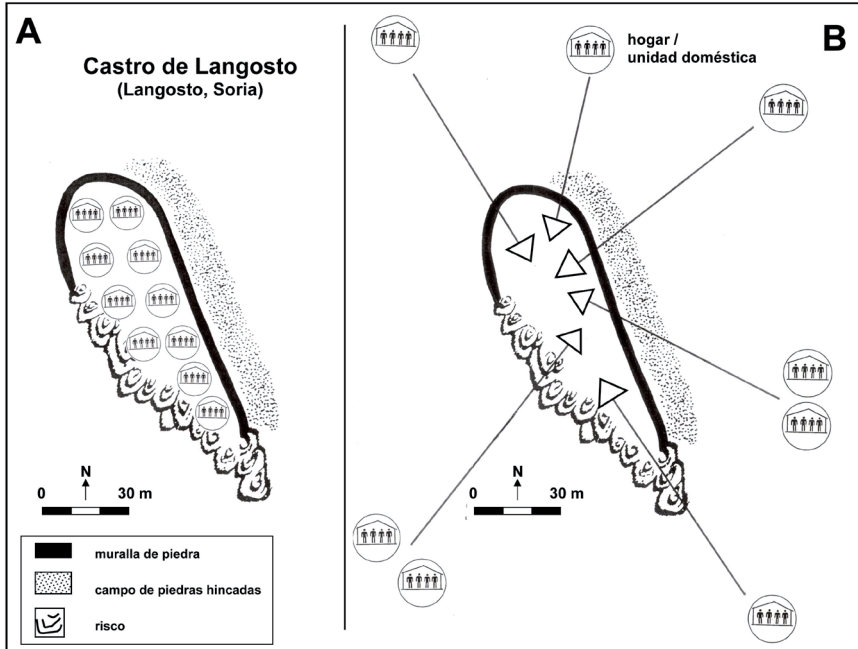 A
Castro de Langosto
(Langosto, Soria)
N
0 30 m
muralla de piedra
campo de piedras hincadas
risco
B
hogar /
unidad doméstica
N
0 30 m